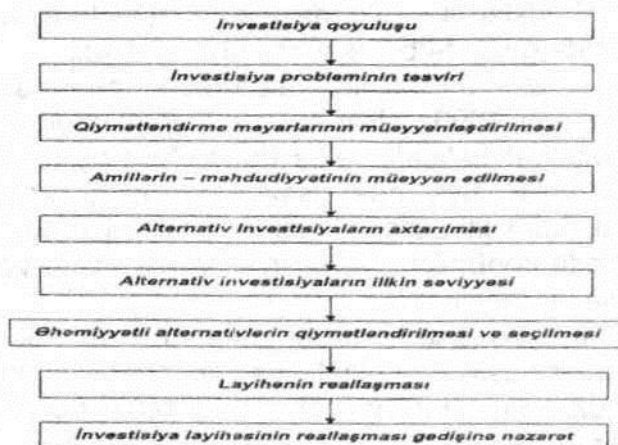 İnvestisiya qoyuluşu
İnvestisiya probleminin təsviri
Qiymətləndirmə meyarlarının müəyyənləşdirilməsi
Amillərin – məhdudiyyətinin müəyyən edilməsi
Alternativ investisiyaların axtarılması
Alternativ investisiyaların ilkin səviyyəsi
Əhəmiyyətli alternativlərin qiymətləndirilməsi və seçilməsi
Layihənin reallaşması
İnvestisiya layihəsinin reallaşması gedişinə nəzarət